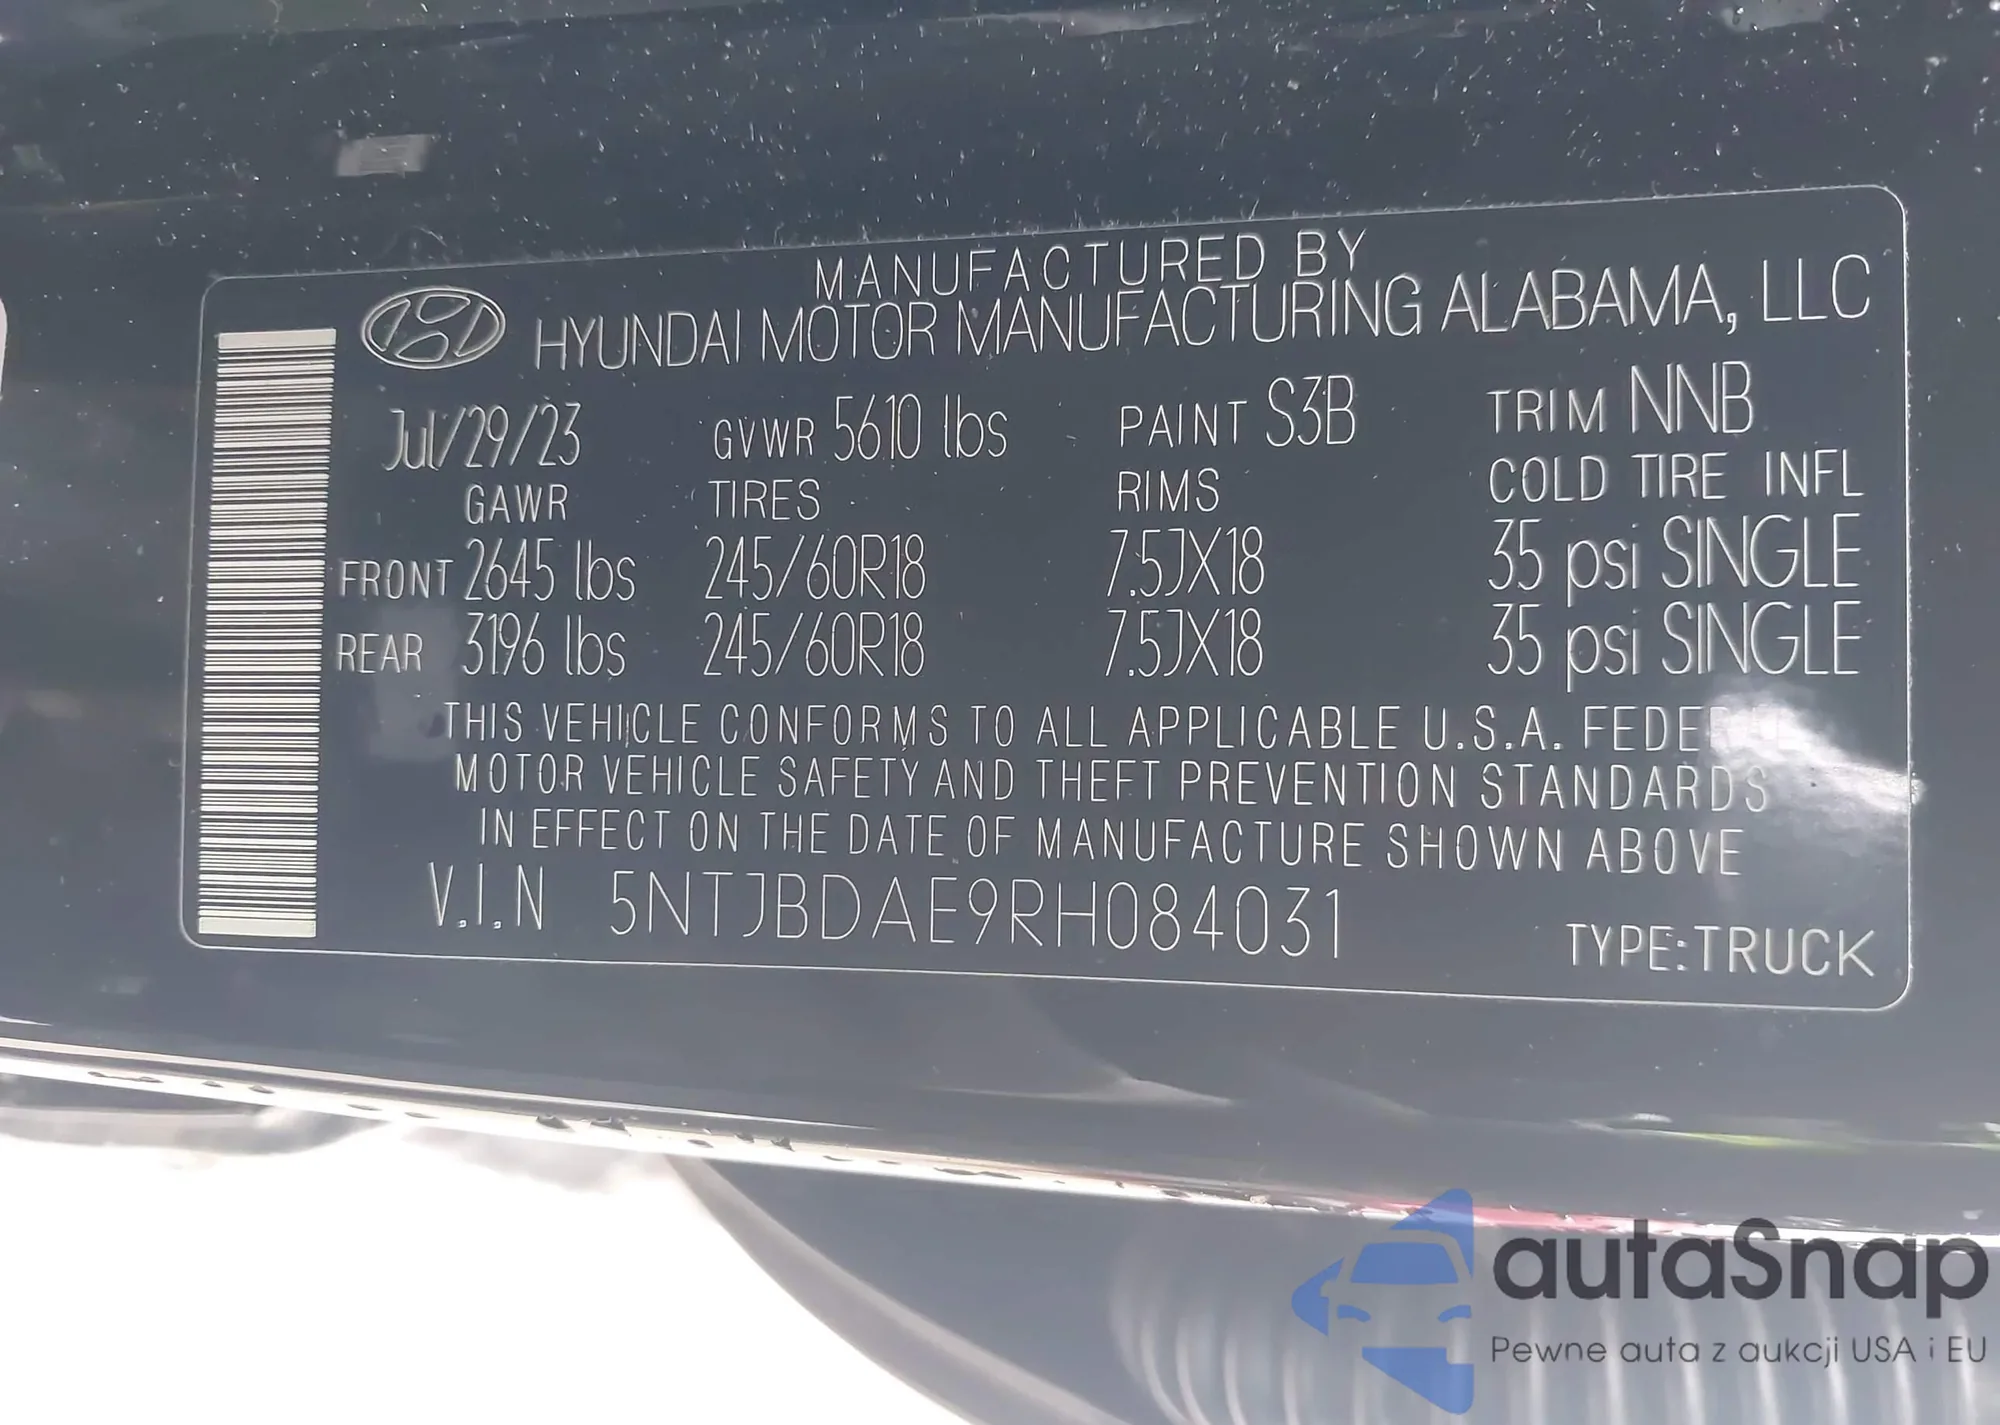 MANUFACTURED BY
HYUNDAI MOTOR MANUFACTURING ALABAMA, LLC
Jul/29/23 GVWR 5610 lbs PAINT S3B TRIM NNB
GAWR TIRES RIMS COLD TIRE INFL
FRONT 2645 lbs 245/60R18 7.5JX18 35 psi SINGLE
REAR 3196 lbs 245/60R18 7.5JX18 35 psi SINGLE
THIS VEHICLE CONFORMS TO ALL APPLICABLE U.S.A. FEDERAL
MOTOR VEHICLE SAFETY AND THEFT PREVENTION STANDARDS
IN EFFECT ON THE DATE OF MANUFACTURE SHOWN ABOVE
V.I.N 5NTJBDAE9RH084031
TYPE:TRUCK
autaSnap
Pewne auta z aukcji USA i EU